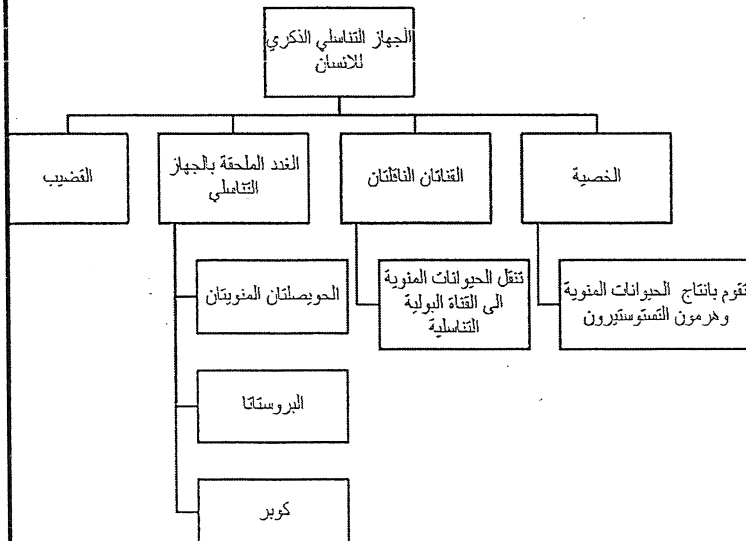 الجهاز التناسلي الذكري
للانسان
الخصية
القناتان الناقلتان
الغدد الملحقة بالجهاز
التناسلي
القضيب
تقوم بانتاج الحيوانات المنوية
وهرمون التستوستيرون
تنقل الحيوانات المنوية
الى القتاة البولية
التناسلية
الحويصلتان المنويتان
البروستاتا
كوبر